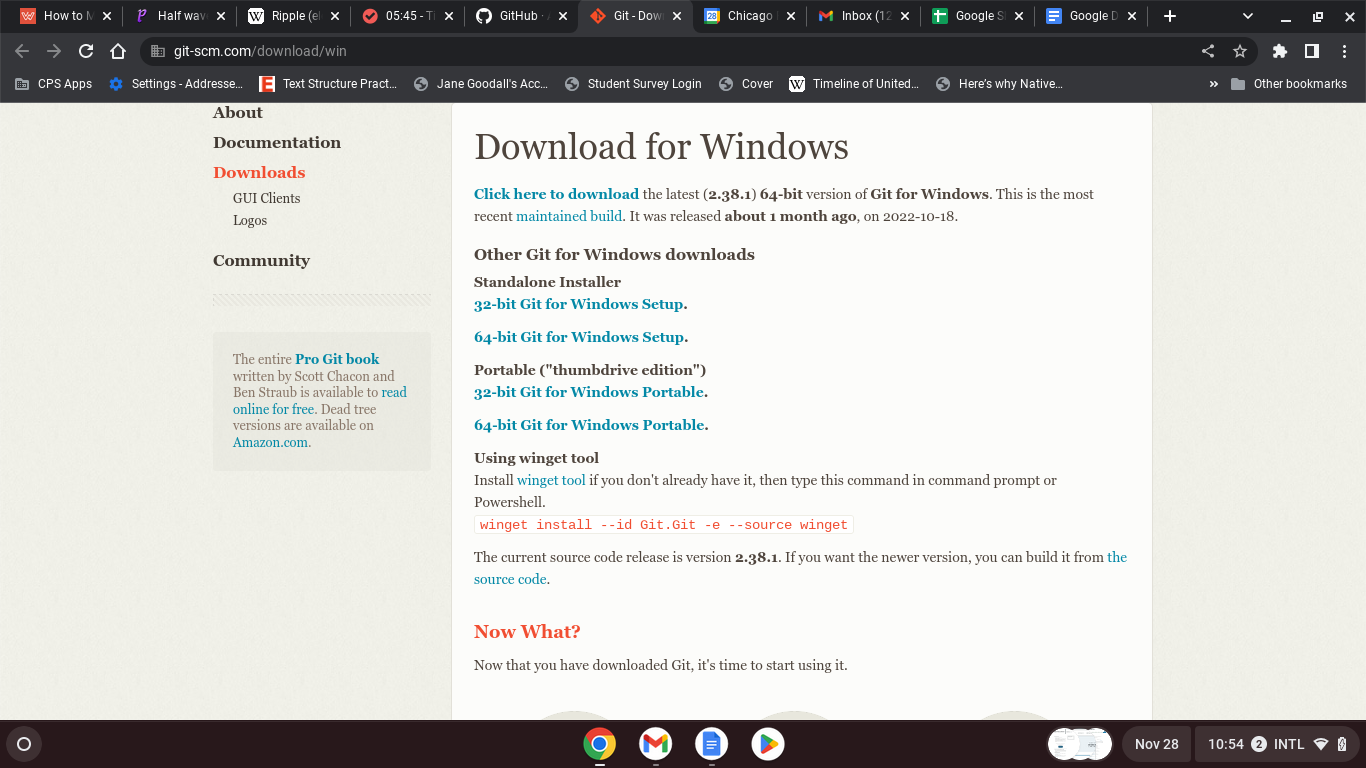 How to M
Half wav
Ripple (el
05:45 - Ti
GitHub · A
Git - Dow
Chicago
Inbox (12
Google Sh
Google D
git-scm.com/download/win
CPS Apps
Settings - Addresse...
Text Structure Pract...
Jane Goodall's Acc...
Student Survey Login
Cover
Timeline of United...
Here's why Native...
Other bookmarks
About
Documentation
Downloads
GUI Clients
Logos
Community
The entire Pro Git book
written by Scott Chacon and
Ben Straub is available to read
online for free. Dead tree
versions are available on
Amazon.com.
Download for Windows
Click here to download the latest (2.38.1) 64-bit version of Git for Windows. This is the most
recent maintained build. It was released about 1 month ago, on 2022-10-18.
Other Git for Windows downloads
Standalone Installer
32-bit Git for Windows Setup.
64-bit Git for Windows Setup.
Portable ("thumbdrive edition")
32-bit Git for Windows Portable.
64-bit Git for Windows Portable.
Using winget tool
Install winget tool if you don't already have it, then type this command in command prompt or
Powershell.
winget install --id Git.Git -e --source winget
The current source code release is version 2.38.1. If you want the newer version, you can build it from the
source code.
Now What?
Now that you have downloaded Git, it's time to start using it.
Nov 28
10:54 2 INTL